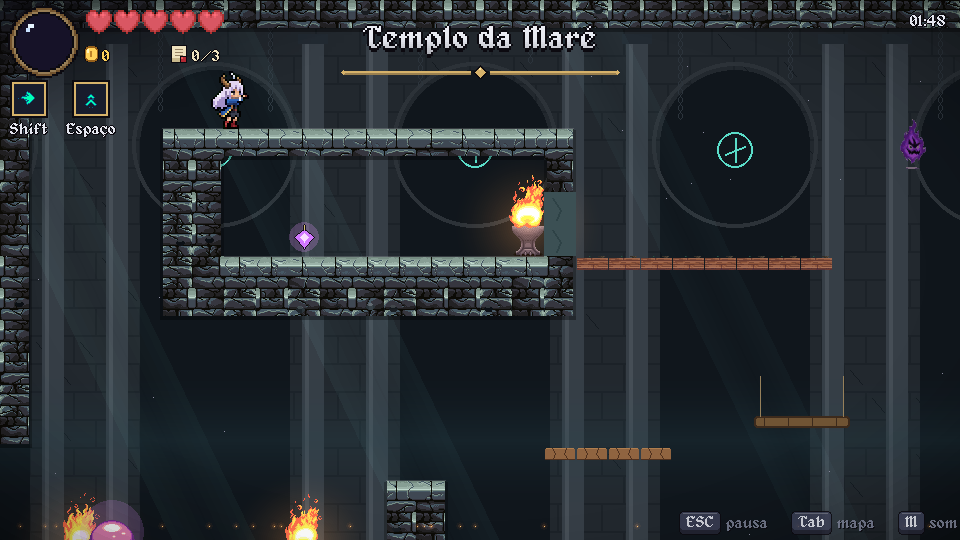 Templo da Maré
01:48
0
0/3
Shift
Espaço
ESC pausa
Tab mapa
M som